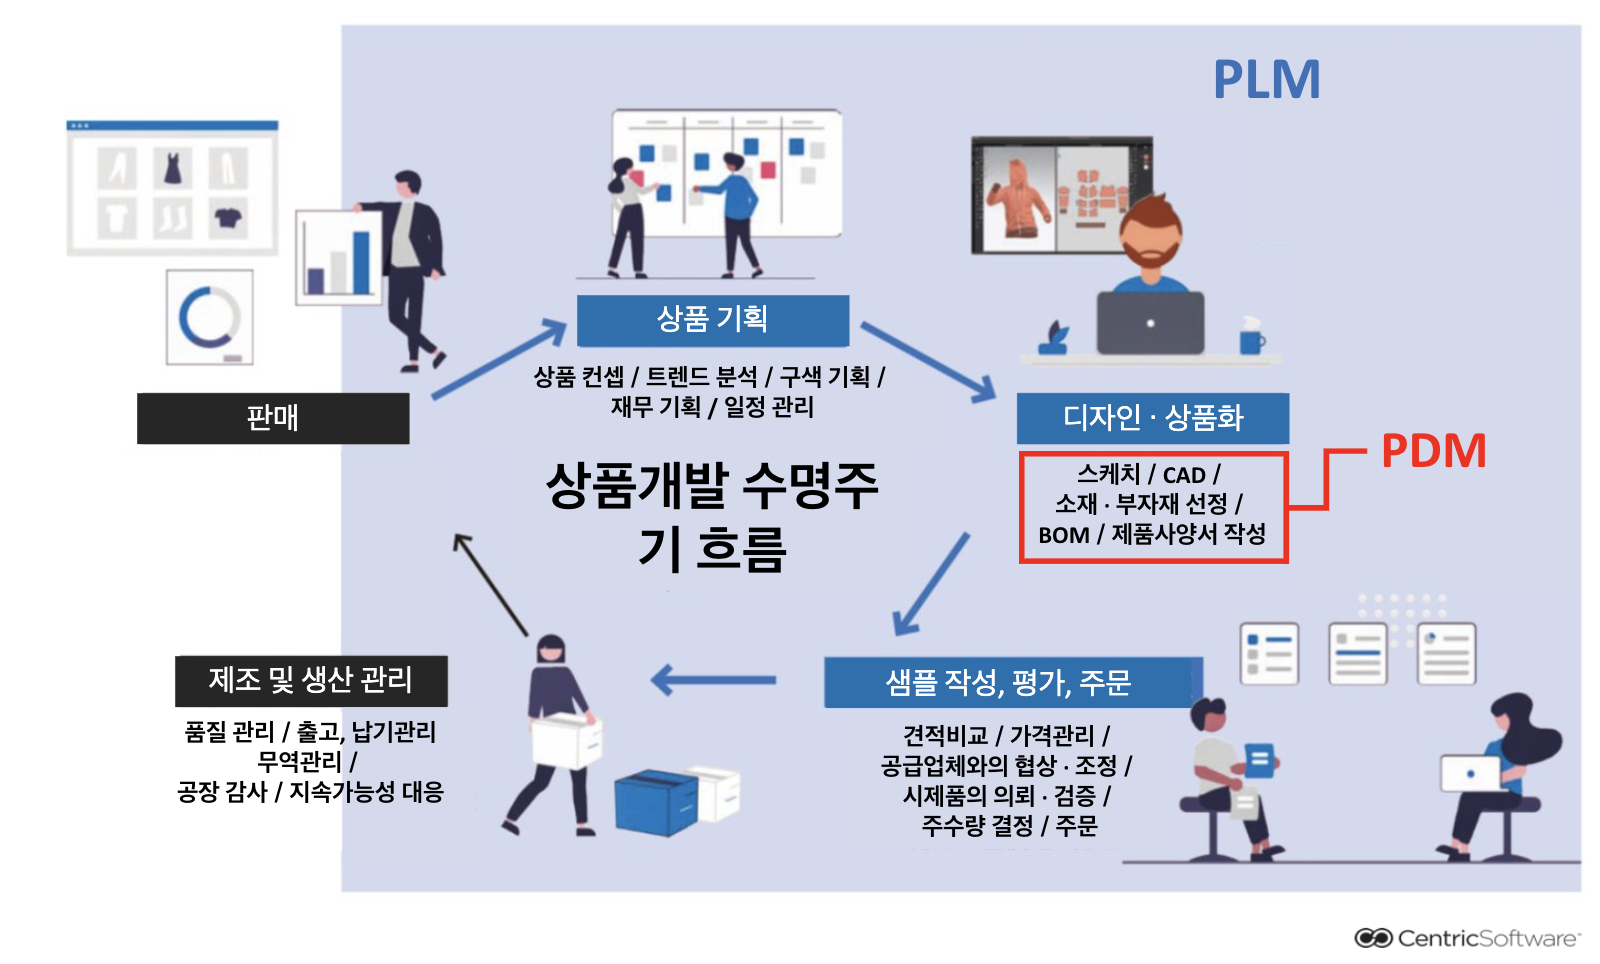 PLM
상품 기획
상품 컨셉 / 트렌드 분석 / 구색 기획 /
재무 기획 / 일정 관리
판매
디자인 · 상품화
스케치 / CAD /
소재 · 부자재 선정 /
BOM / 제품사양서 작성
PDM
상품개발 수명주
기 흐름
제조 및 생산 관리
품질 관리 / 출고, 납기관리
무역관리 /
공장 감사 / 지속가능성 대응
샘플 작성, 평가, 주문
견적비교 / 가격관리 /
공급업체와의 협상 · 조정 /
시제품의 의뢰 · 검증 /
주수량 결정 / 주문
CentricSoftware